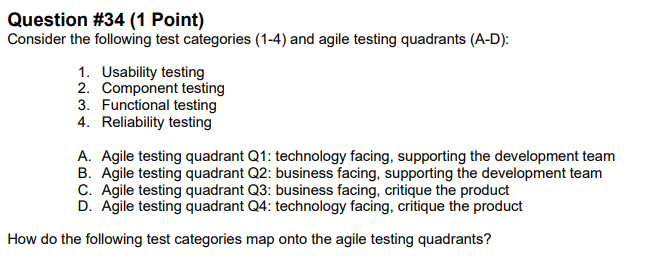 Question #34 (1 Point)
Consider the following test categories (1-4) and agile testing quadrants (A-D):
1. Usability testing
2. Component testing
3. Functional testing
4. Reliability testing
A. Agile testing quadrant Q1: technology facing, supporting the development team
B. Agile testing quadrant Q2: business facing, supporting the development team
C. Agile testing quadrant Q3: business facing, critique the product
D. Agile testing quadrant Q4: technology facing, critique the product
How do the following test categories map onto the agile testing quadrants?